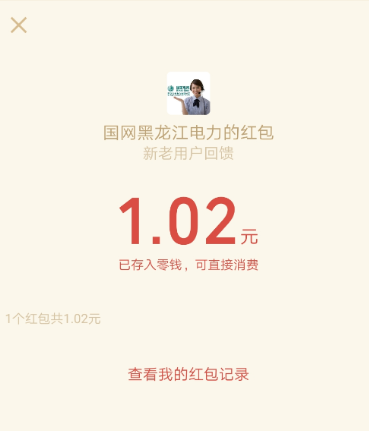 国网黑龙江电力的红包
新老用户回馈
1.02元
已存入零钱，可直接消费
1个红包共1.02元
查看我的红包记录